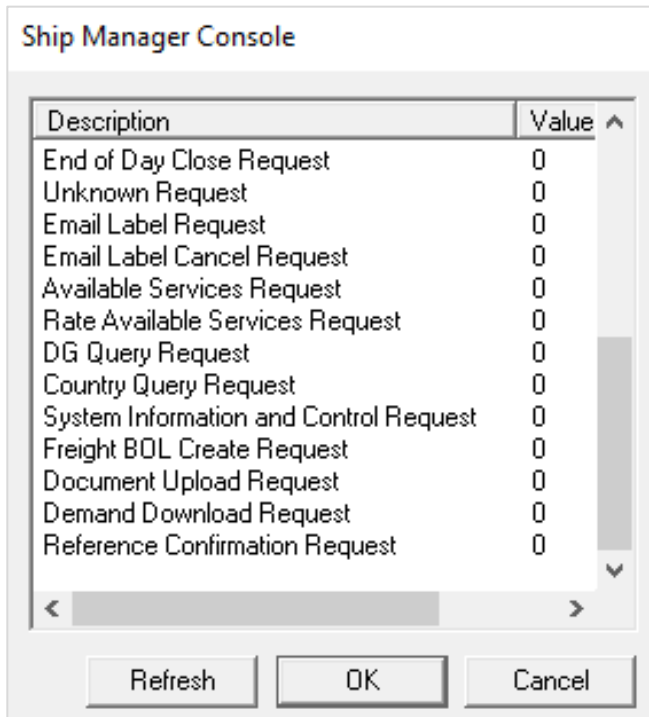 Ship Manager Console
Description Value
End of Day Close Request 0
Unknown Request 0
Email Label Request 0
Email Label Cancel Request 0
Available Services Request 0
Rate Available Services Request 0
DG Query Request 0
Country Query Request 0
System Information and Control Request 0
Freight BOL Create Request 0
Document Upload Request 0
Demand Download Request 0
Reference Confirmation Request 0
Refresh OK Cancel